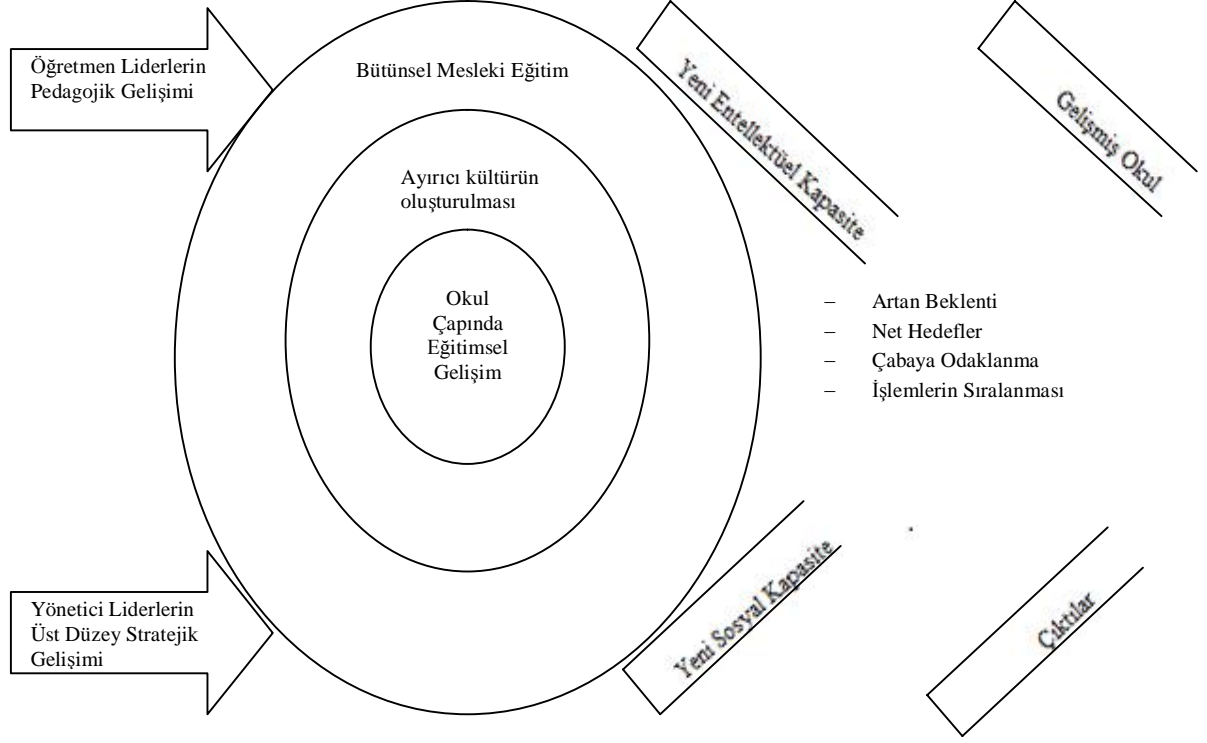 Öğretmen Liderlerin
Pedagojik Gelişimi
Bütünsel Mesleki Eğitim
Yeni Entellektüel Kapasite
Gelişmiş Okul
Ayırıcı kültürün
oluşturulması
Okul
Çapında
Eğitimsel
Gelişim
– Artan Beklenti
– Net Hedefler
– Çabaya Odaklanma
– İşlemlerin Sıralanması
Yönetici Liderlerin
Üst Düzey Stratejik
Gelişimi
Yeni Sosyal Kapasite
Çıktılar